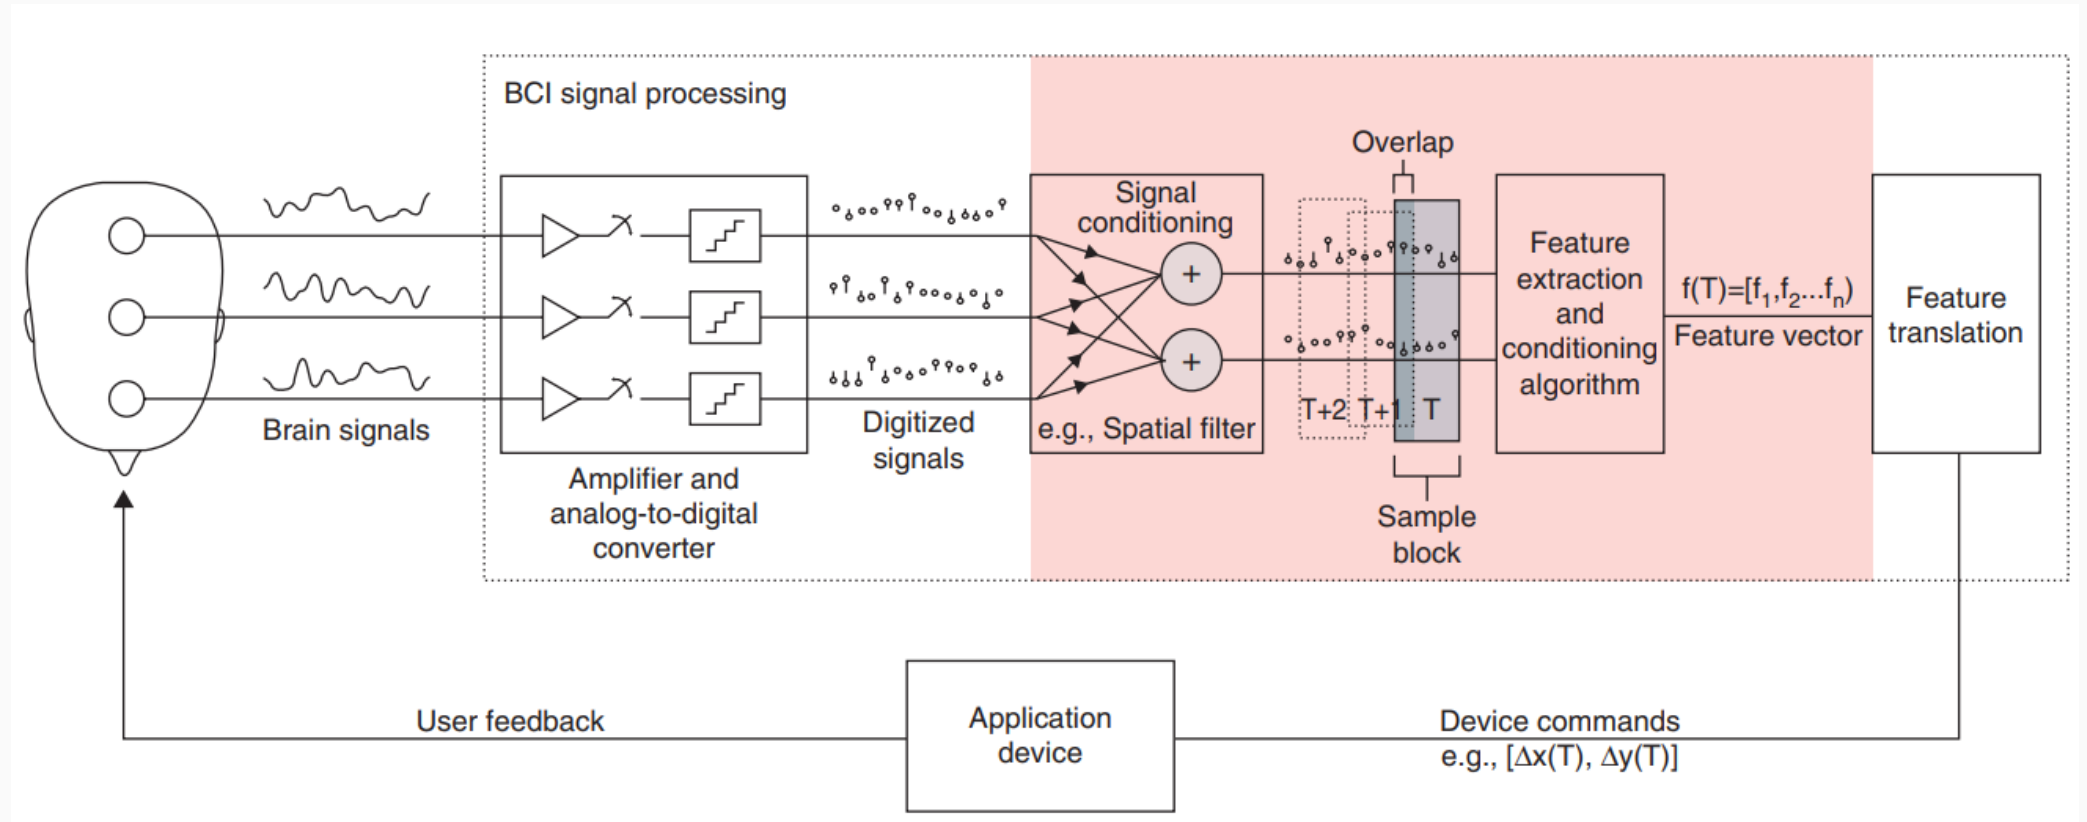 BCI signal processing
Brain signals
Amplifier and
analog-to-digital
converter
Digitized
signals
Signal
conditioning
+
+
e.g., Spatial filter
Overlap
T+2
T+1
T
Sample
block
Feature
extraction
and
conditioning
algorithm
f(T)=[f₁,f₂...fₙ)
Feature vector
Feature
translation
Device commands
e.g., [Δx(T), Δy(T)]
Application
device
User feedback